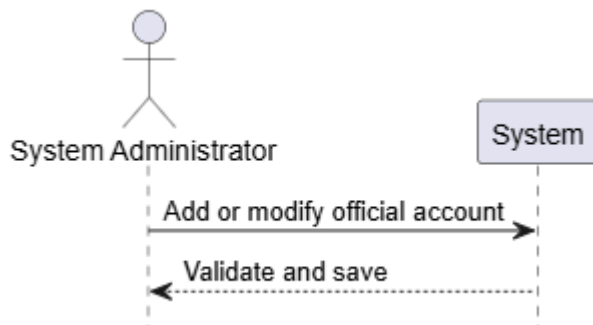 System Administrator
System
Add or modify official account
Validate and save